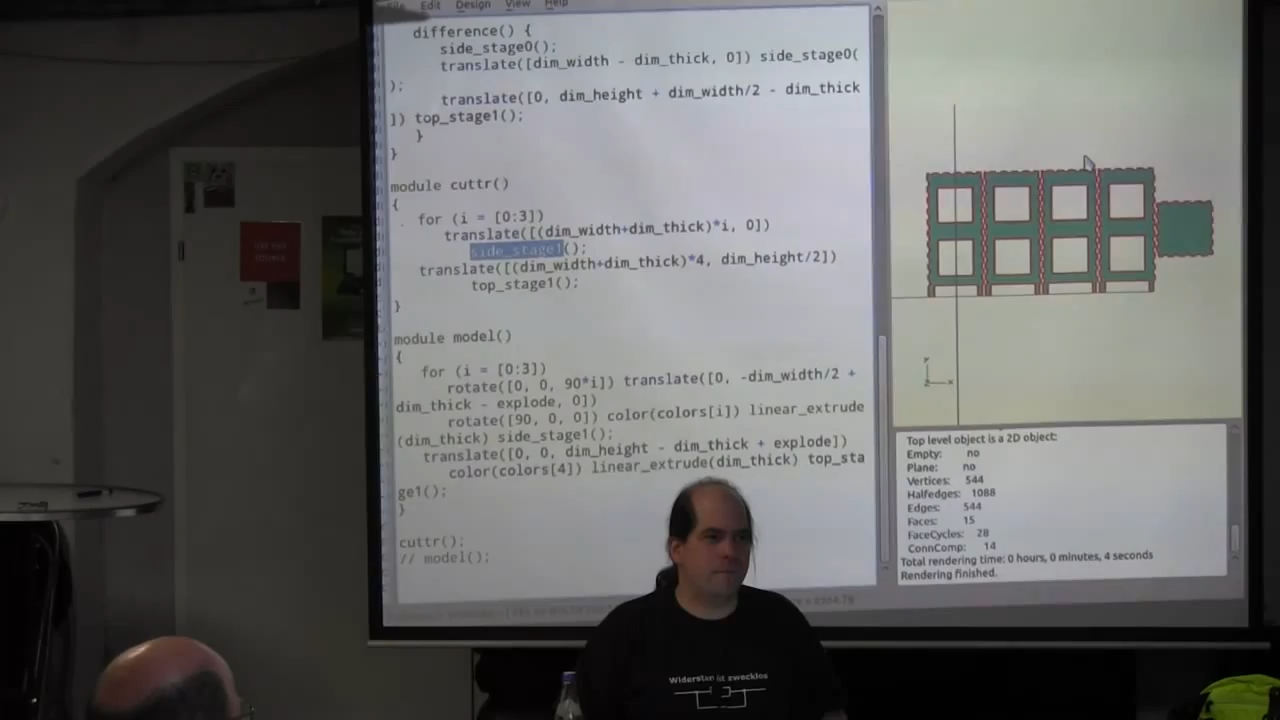 Edit Design View Help
difference() {
side_stage0();
translate([dim_width - dim_thick, 0]) side_stage0(
);
translate([0, dim_height + dim_width/2 - dim_thick
]) top_stage1();
}
}
module cuttr()
{
for (i = [0:3])
translate([(dim_width+dim_thick)*i, 0])
side_stage1();
translate([(dim_width+dim_thick)*4, dim_height/2])
top_stage1();
}
module model()
{
for (i = [0:3])
rotate([0, 0, 90*i]) translate([0, -dim_width/2 +
dim_thick - explode, 0])
rotate([90, 0, 0]) color(colors[i]) linear_extrude
(dim_thick) side_stage1();
translate([0, 0, dim_height - dim_thick + explode])
color(colors[4]) linear_extrude(dim_thick) top_sta
ge1();
}
cuttr();
// model();
Top level object is a 2D object:
Empty: no
Plane: no
Vertices: 544
Halfedges: 1088
Edges: 544
Faces: 15
FaceCycles: 28
ConnComp: 14
Total rendering time: 0 hours, 0 minutes, 4 seconds
Rendering finished.
Widerstan ist zwecklos